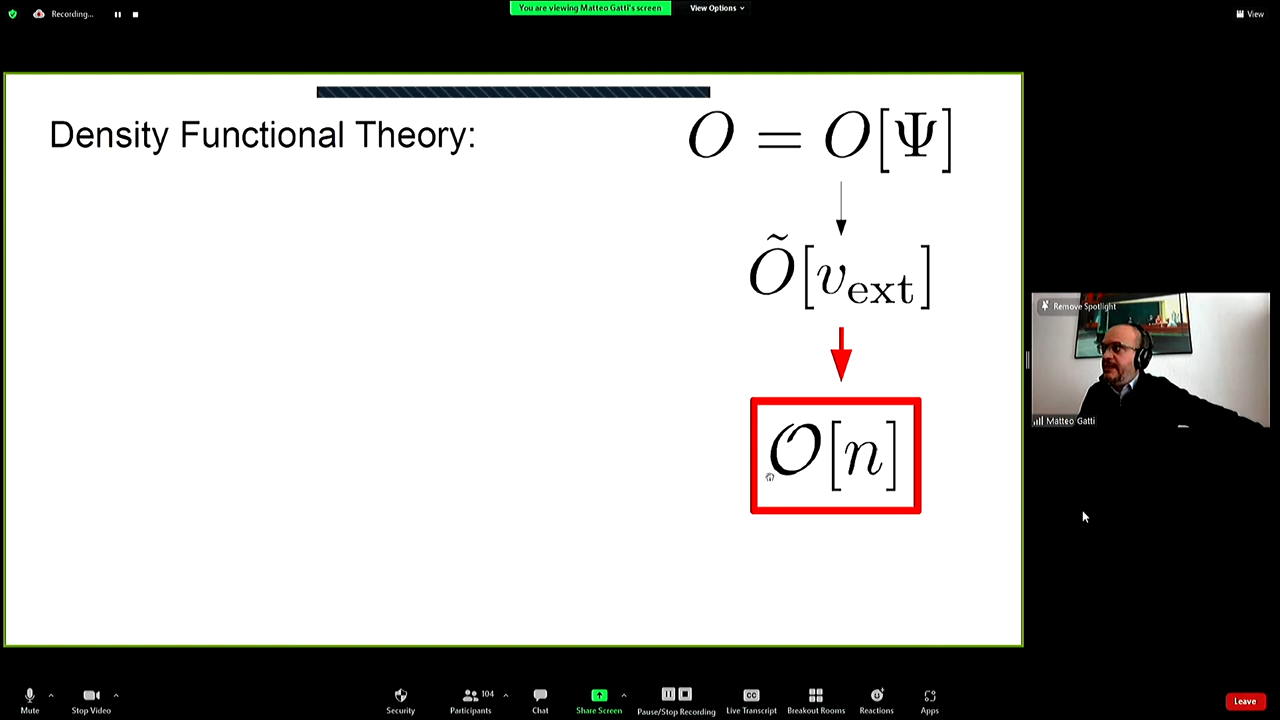 Recording...
You are viewing Matteo Gatti's screen
View Options
View
Density Functional Theory:
O = O[Ψ]
Õ[v_ext]
𝒪[n]
Remove Spotlight
Matteo Gatti
Mute
Stop Video
Security
104
Participants
Chat
Share Screen
Pause/Stop Recording
CC
Live Transcript
Breakout Rooms
Reactions
Apps
Leave